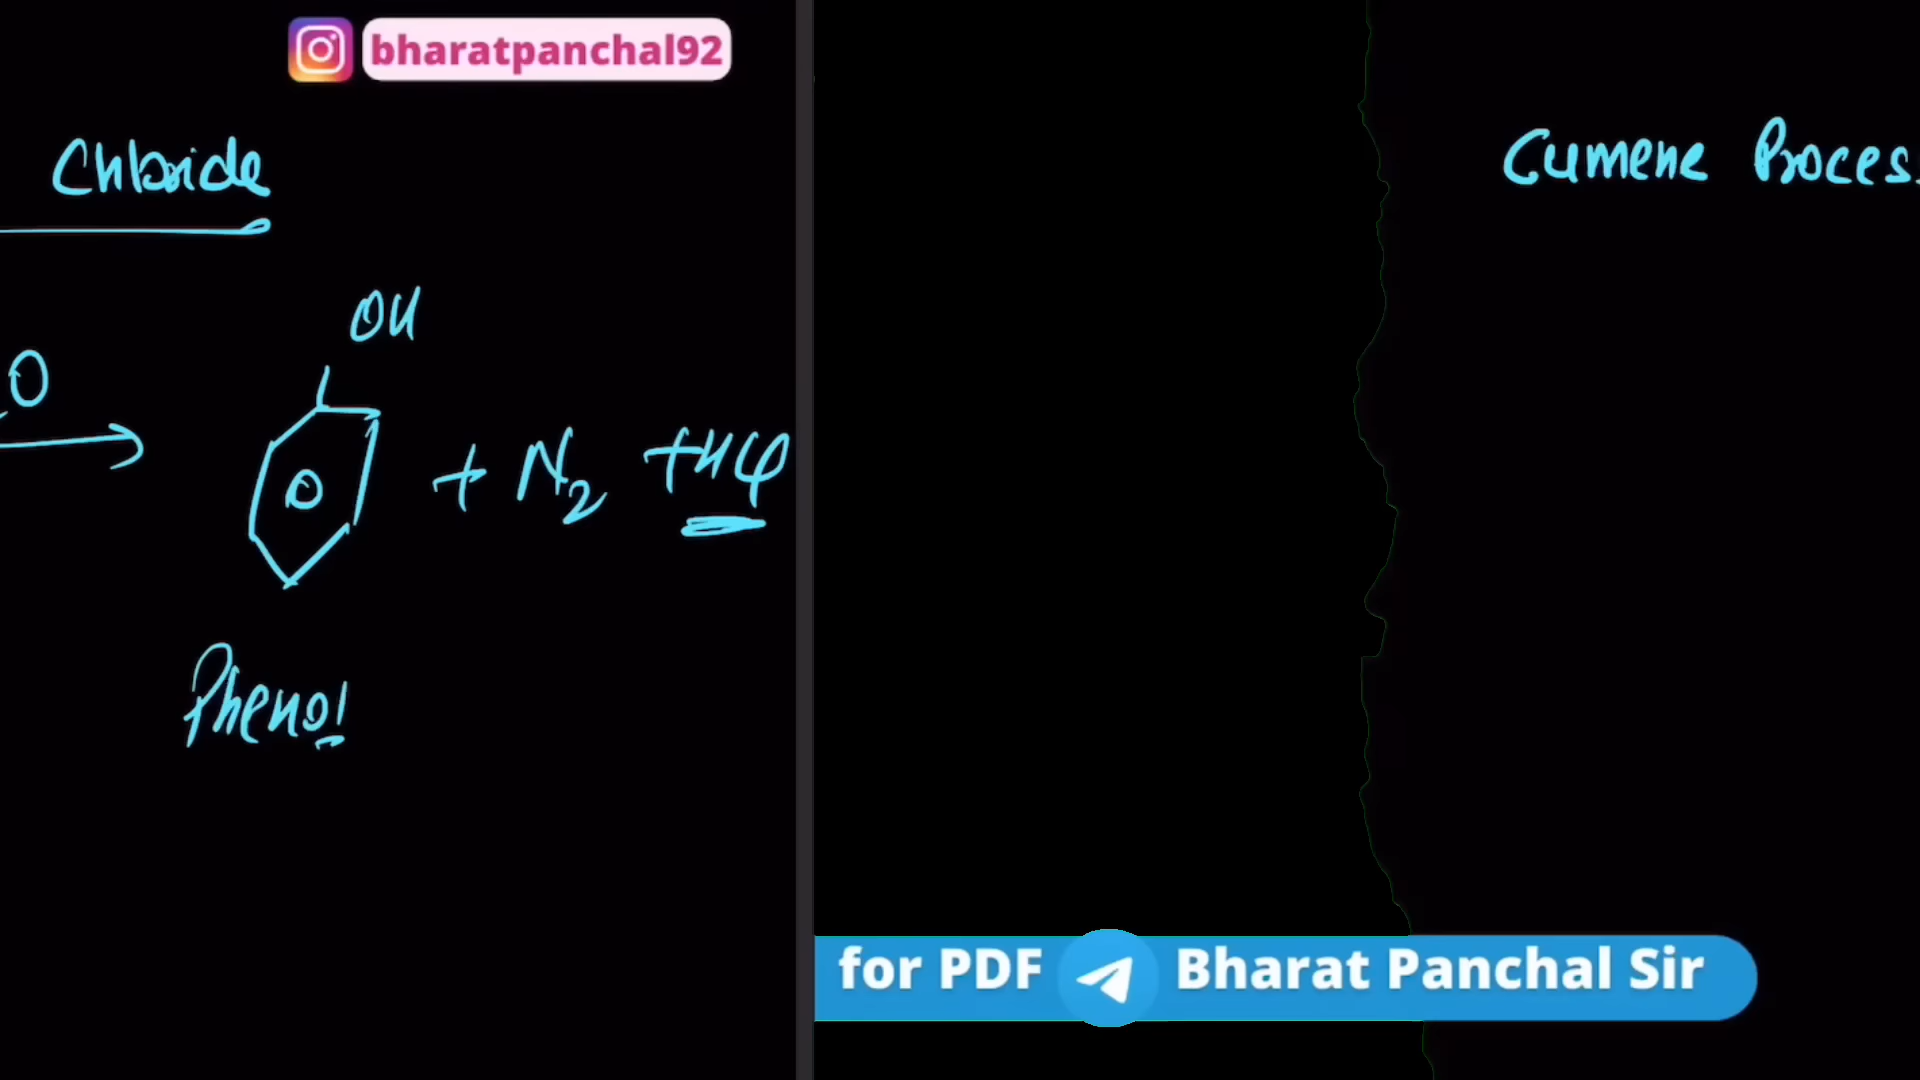 bharatpanchal92
Chloride
O
OH
+ N2 + HCl
Phenol
Cumene Proces
for PDF Bharat Panchal Sir